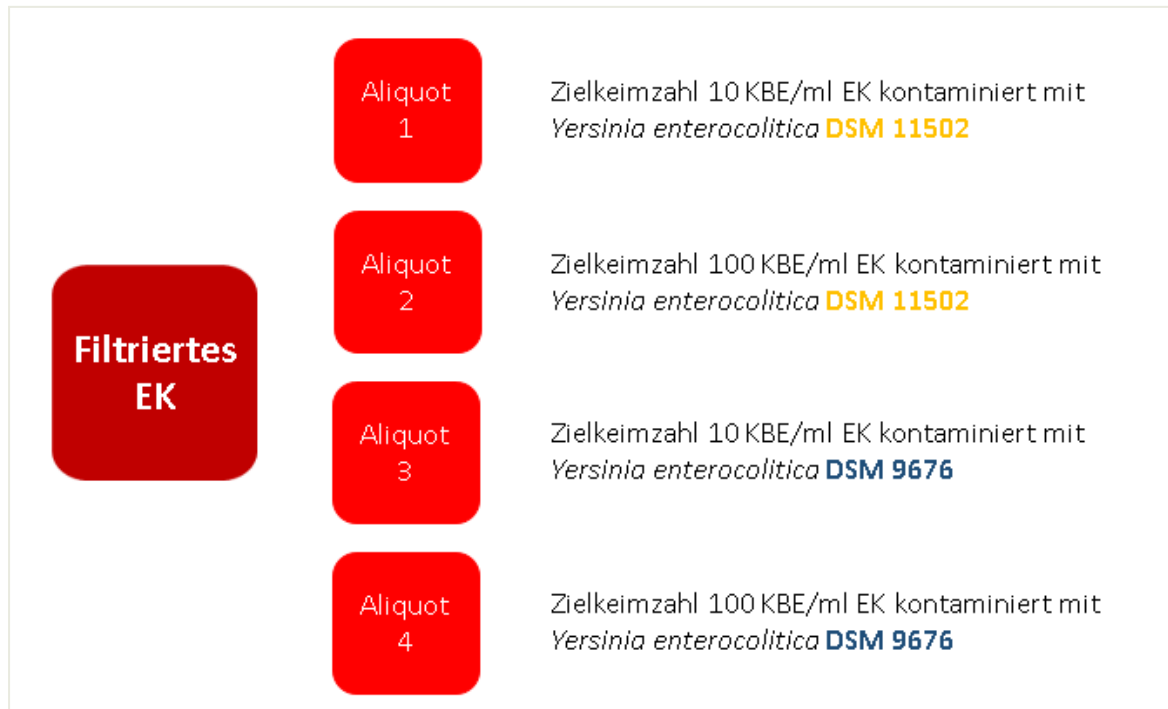 Filtriertes
EK
Aliquot
1
Zielkeimzahl 10 KBE/ml EK kontaminiert mit
Yersinia enterocolitica DSM 11502
Aliquot
2
Zielkeimzahl 100 KBE/ml EK kontaminiert mit
Yersinia enterocolitica DSM 11502
Aliquot
3
Zielkeimzahl 10 KBE/ml EK kontaminiert mit
Yersinia enterocolitica DSM 9676
Aliquot
4
Zielkeimzahl 100 KBE/ml EK kontaminiert mit
Yersinia enterocolitica DSM 9676